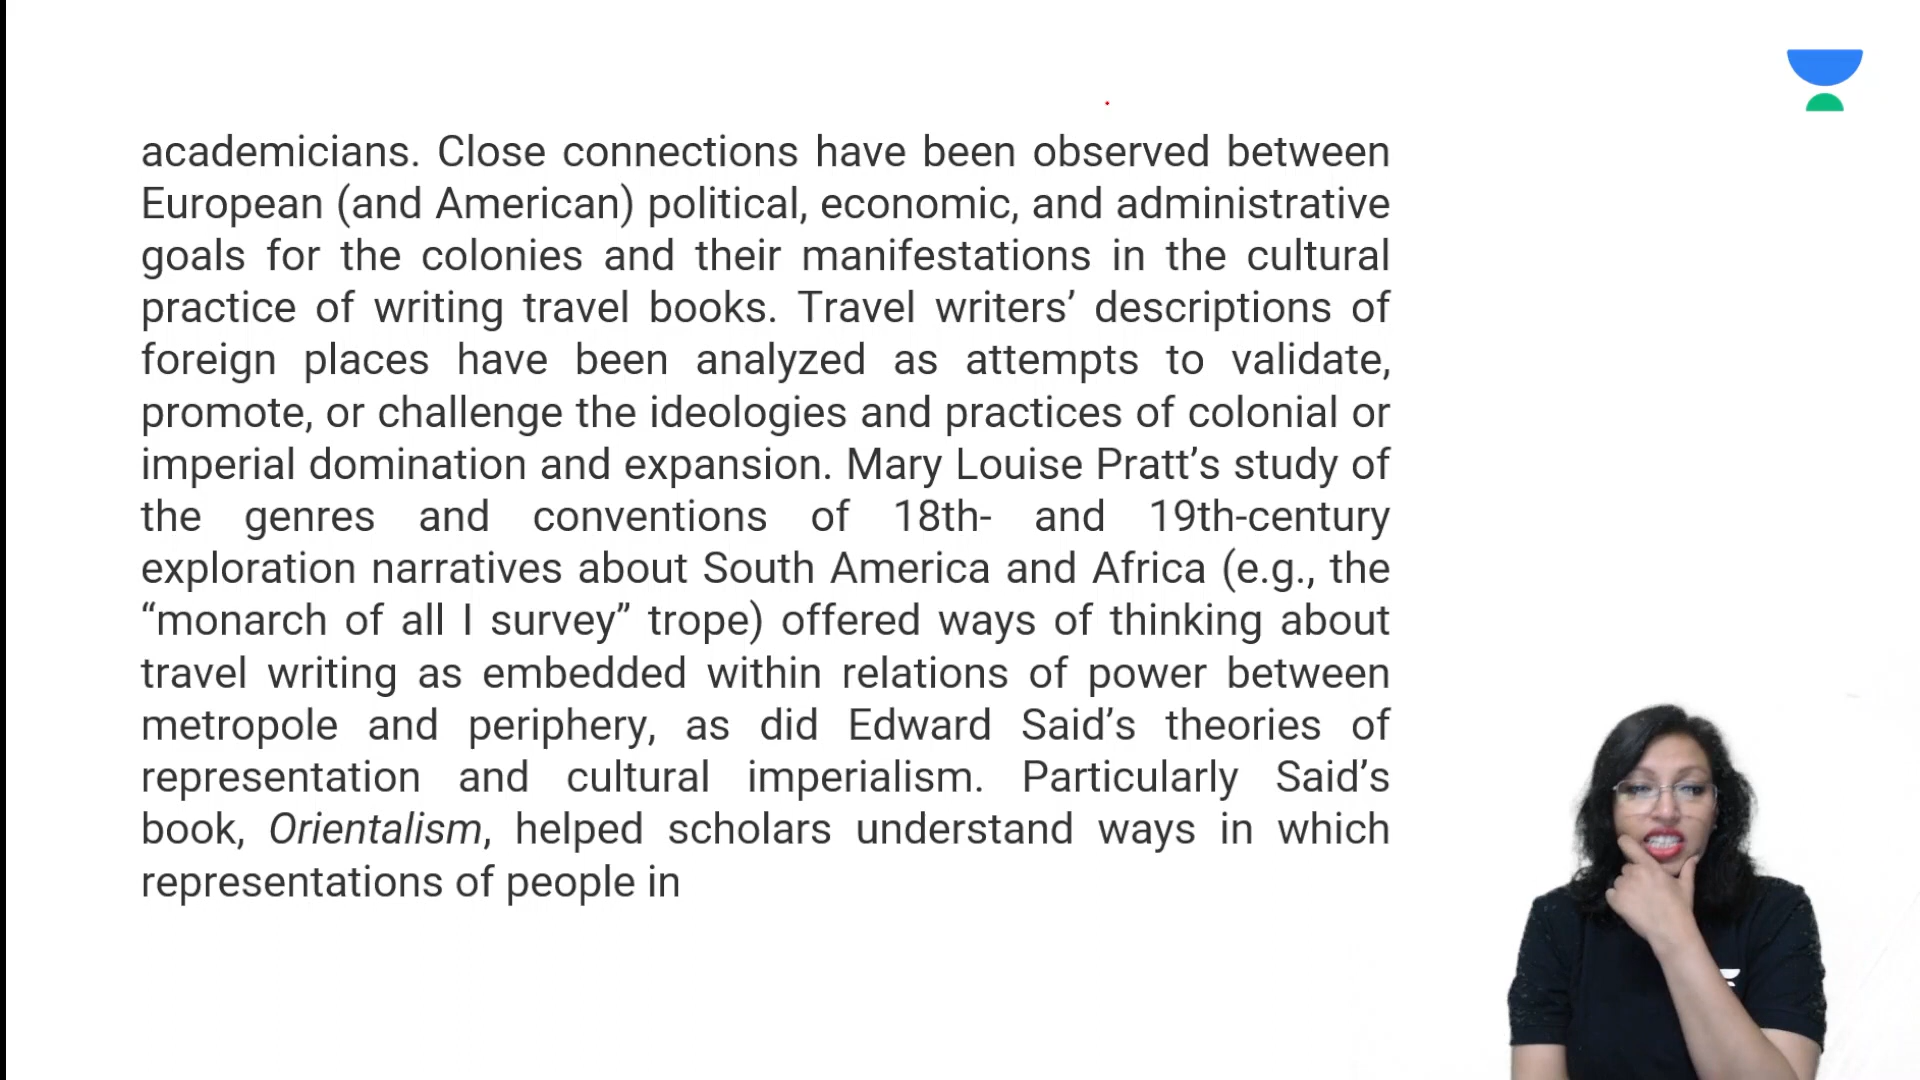 academicians. Close connections have been observed between
European (and American) political, economic, and administrative
goals for the colonies and their manifestations in the cultural
practice of writing travel books. Travel writers’ descriptions of
foreign places have been analyzed as attempts to validate,
promote, or challenge the ideologies and practices of colonial or
imperial domination and expansion. Mary Louise Pratt’s study of
the genres and conventions of 18th- and 19th-century
exploration narratives about South America and Africa (e.g., the
“monarch of all I survey” trope) offered ways of thinking about
travel writing as embedded within relations of power between
metropole and periphery, as did Edward Said’s theories of
representation and cultural imperialism. Particularly Said’s
book, Orientalism, helped scholars understand ways in which
representations of people in